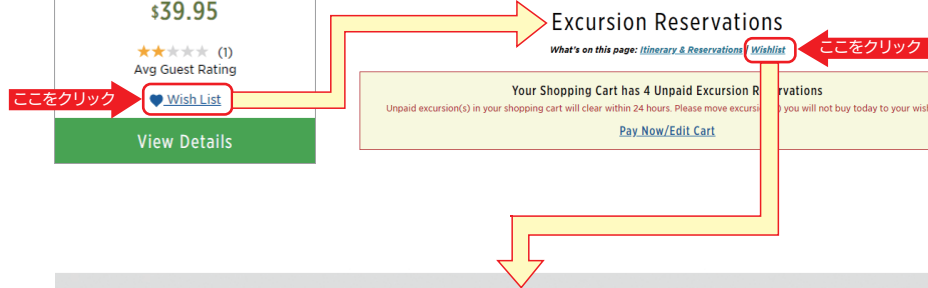 $39.95
(1)
Avg Guest Rating
ここをクリック
Wish List
View Details
Excursion Reservations
What's on this page: Itinerary & Reservations | Wishlist
ここをクリック
Your Shopping Cart has 4 Unpaid Excursion R rvations
Unpaid excursion(s) in your shopping cart will clear within 24 hours. Please move excursi ) you will not buy today to your wish
Pay Now/Edit Cart